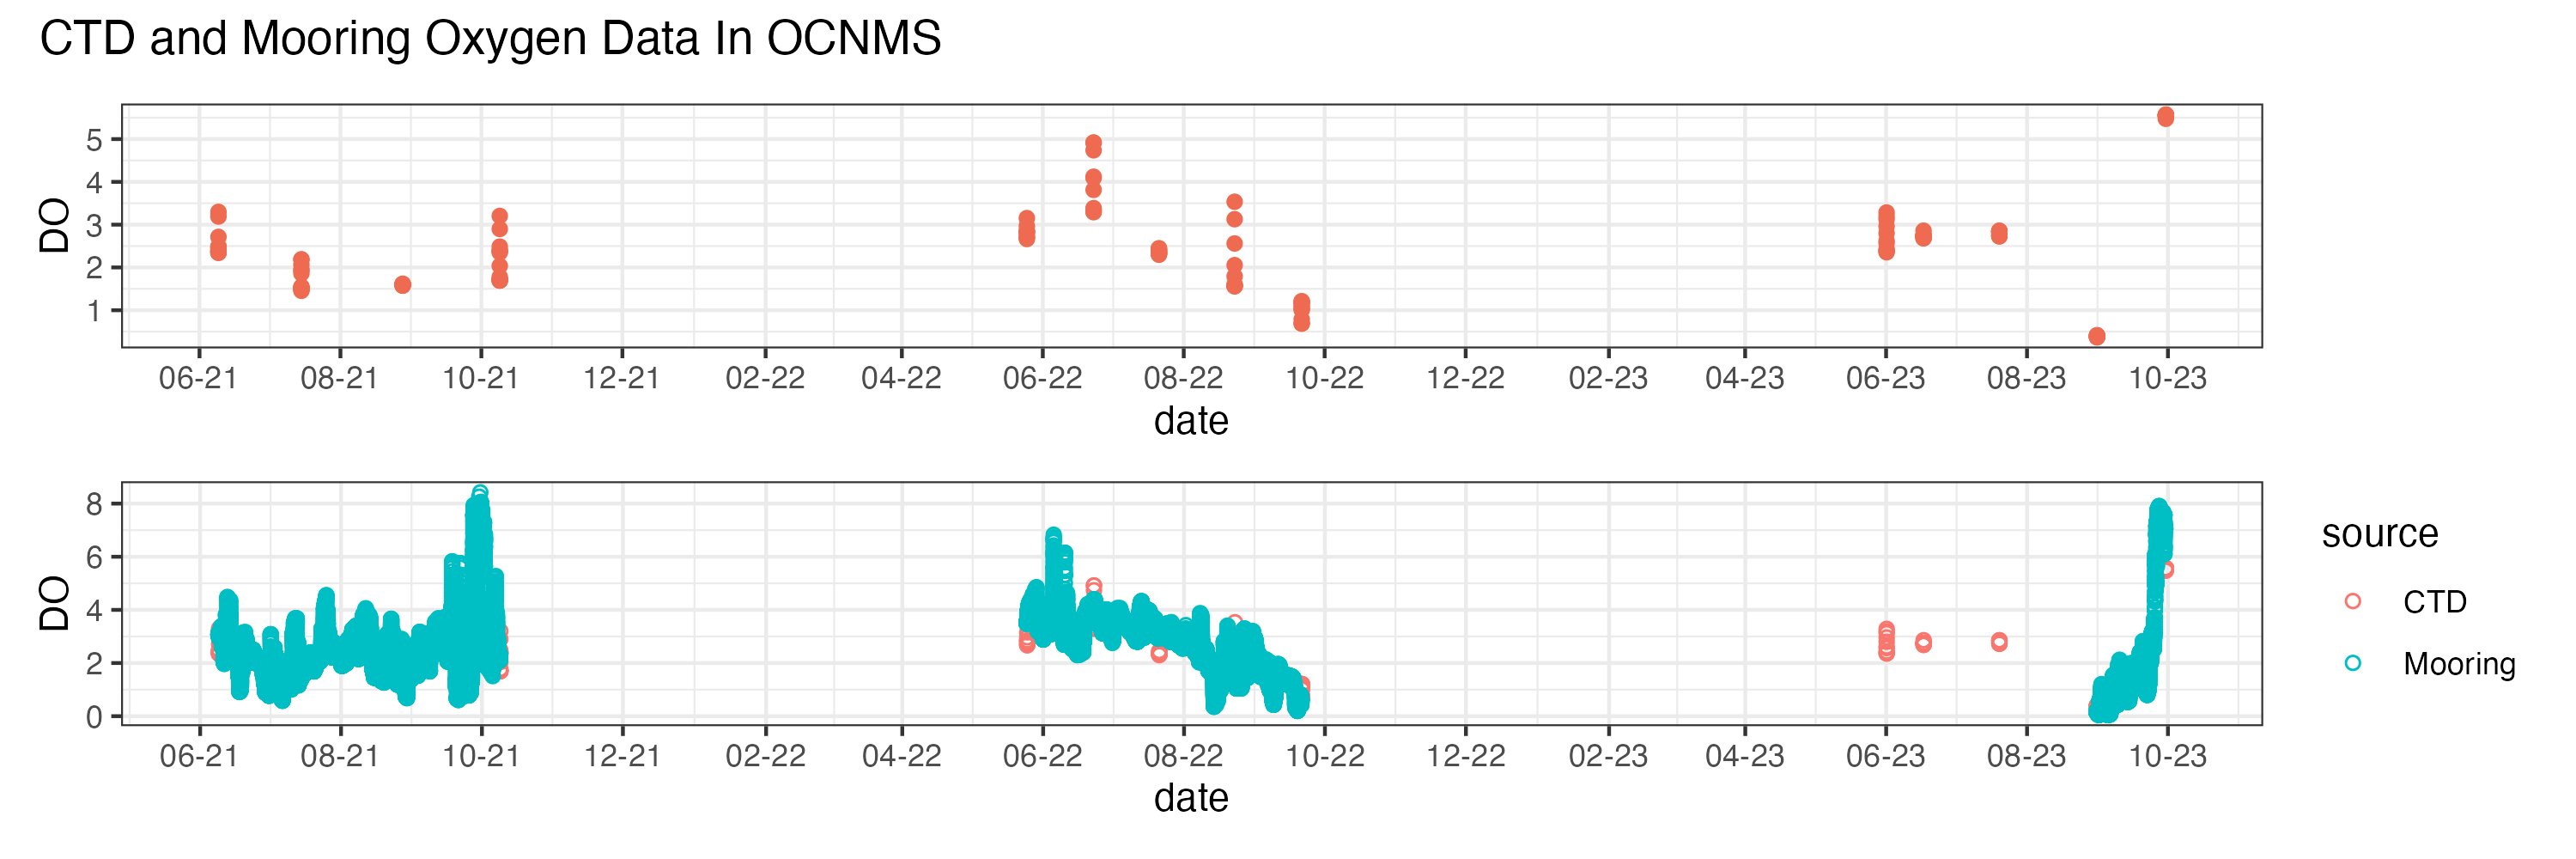 CTD and Mooring Oxygen Data In OCNMS
DO
5
4
3
2
1
06-21 08-21 10-21 12-21 02-22 04-22 06-22 08-22 10-22 12-22 02-23 04-23 06-23 08-23 10-23
date
DO
8
6
4
2
0
06-21 08-21 10-21 12-21 02-22 04-22 06-22 08-22 10-22 12-22 02-23 04-23 06-23 08-23 10-23
date
source
CTD
Mooring